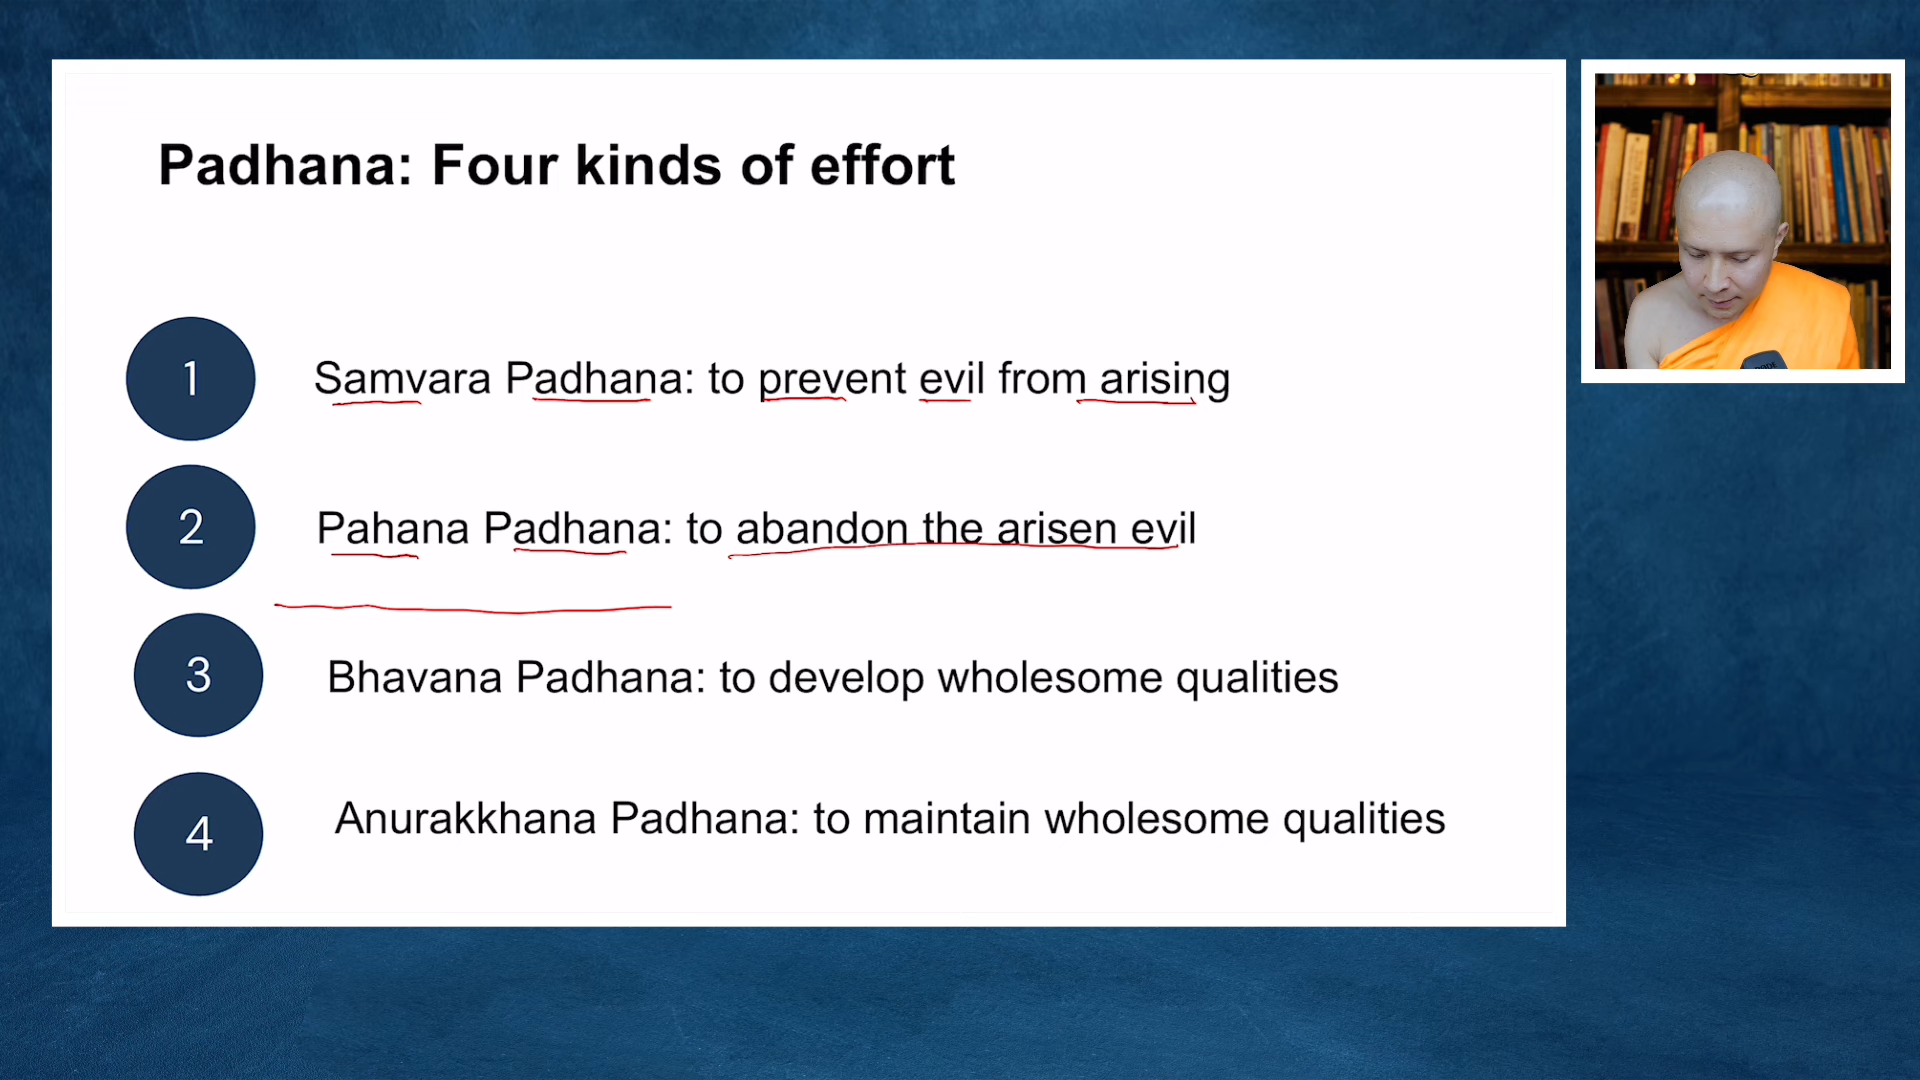 Padhana: Four kinds of effort
1 Samvara Padhana: to prevent evil from arising
2 Pahana Padhana: to abandon the arisen evil
3 Bhavana Padhana: to develop wholesome qualities
4 Anurakkhana Padhana: to maintain wholesome qualities